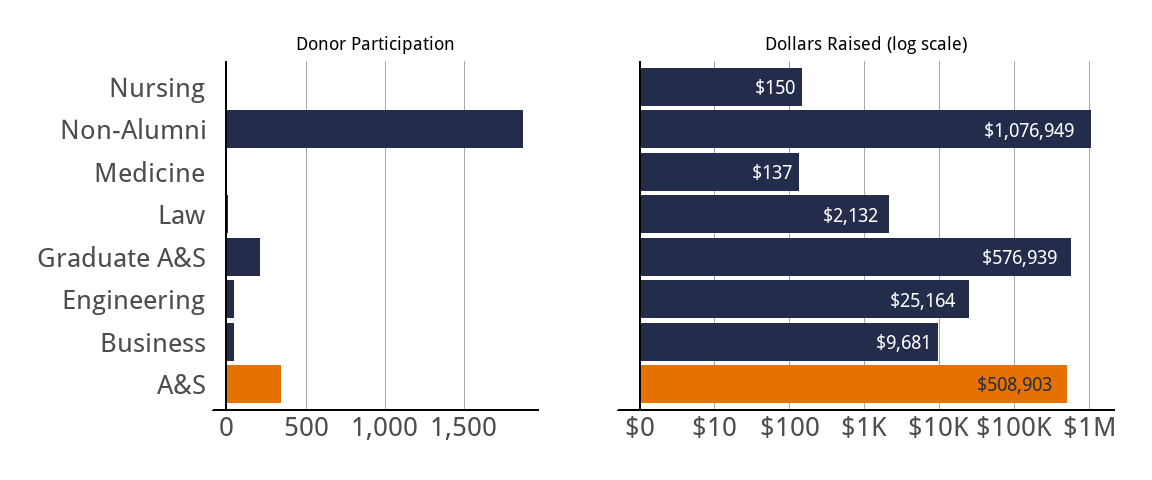 Donor Participation
Dollars Raised (log scale)
Nursing
$150
Non-Alumni
$1,076,949
Medicine
$137
Law
$2,132
Graduate A&S
$576,939
Engineering
$25,164
Business
$9,681
A&S
$508,903
0 500 1,000 1,500
$0 $10 $100 $1K $10K $100K $1M